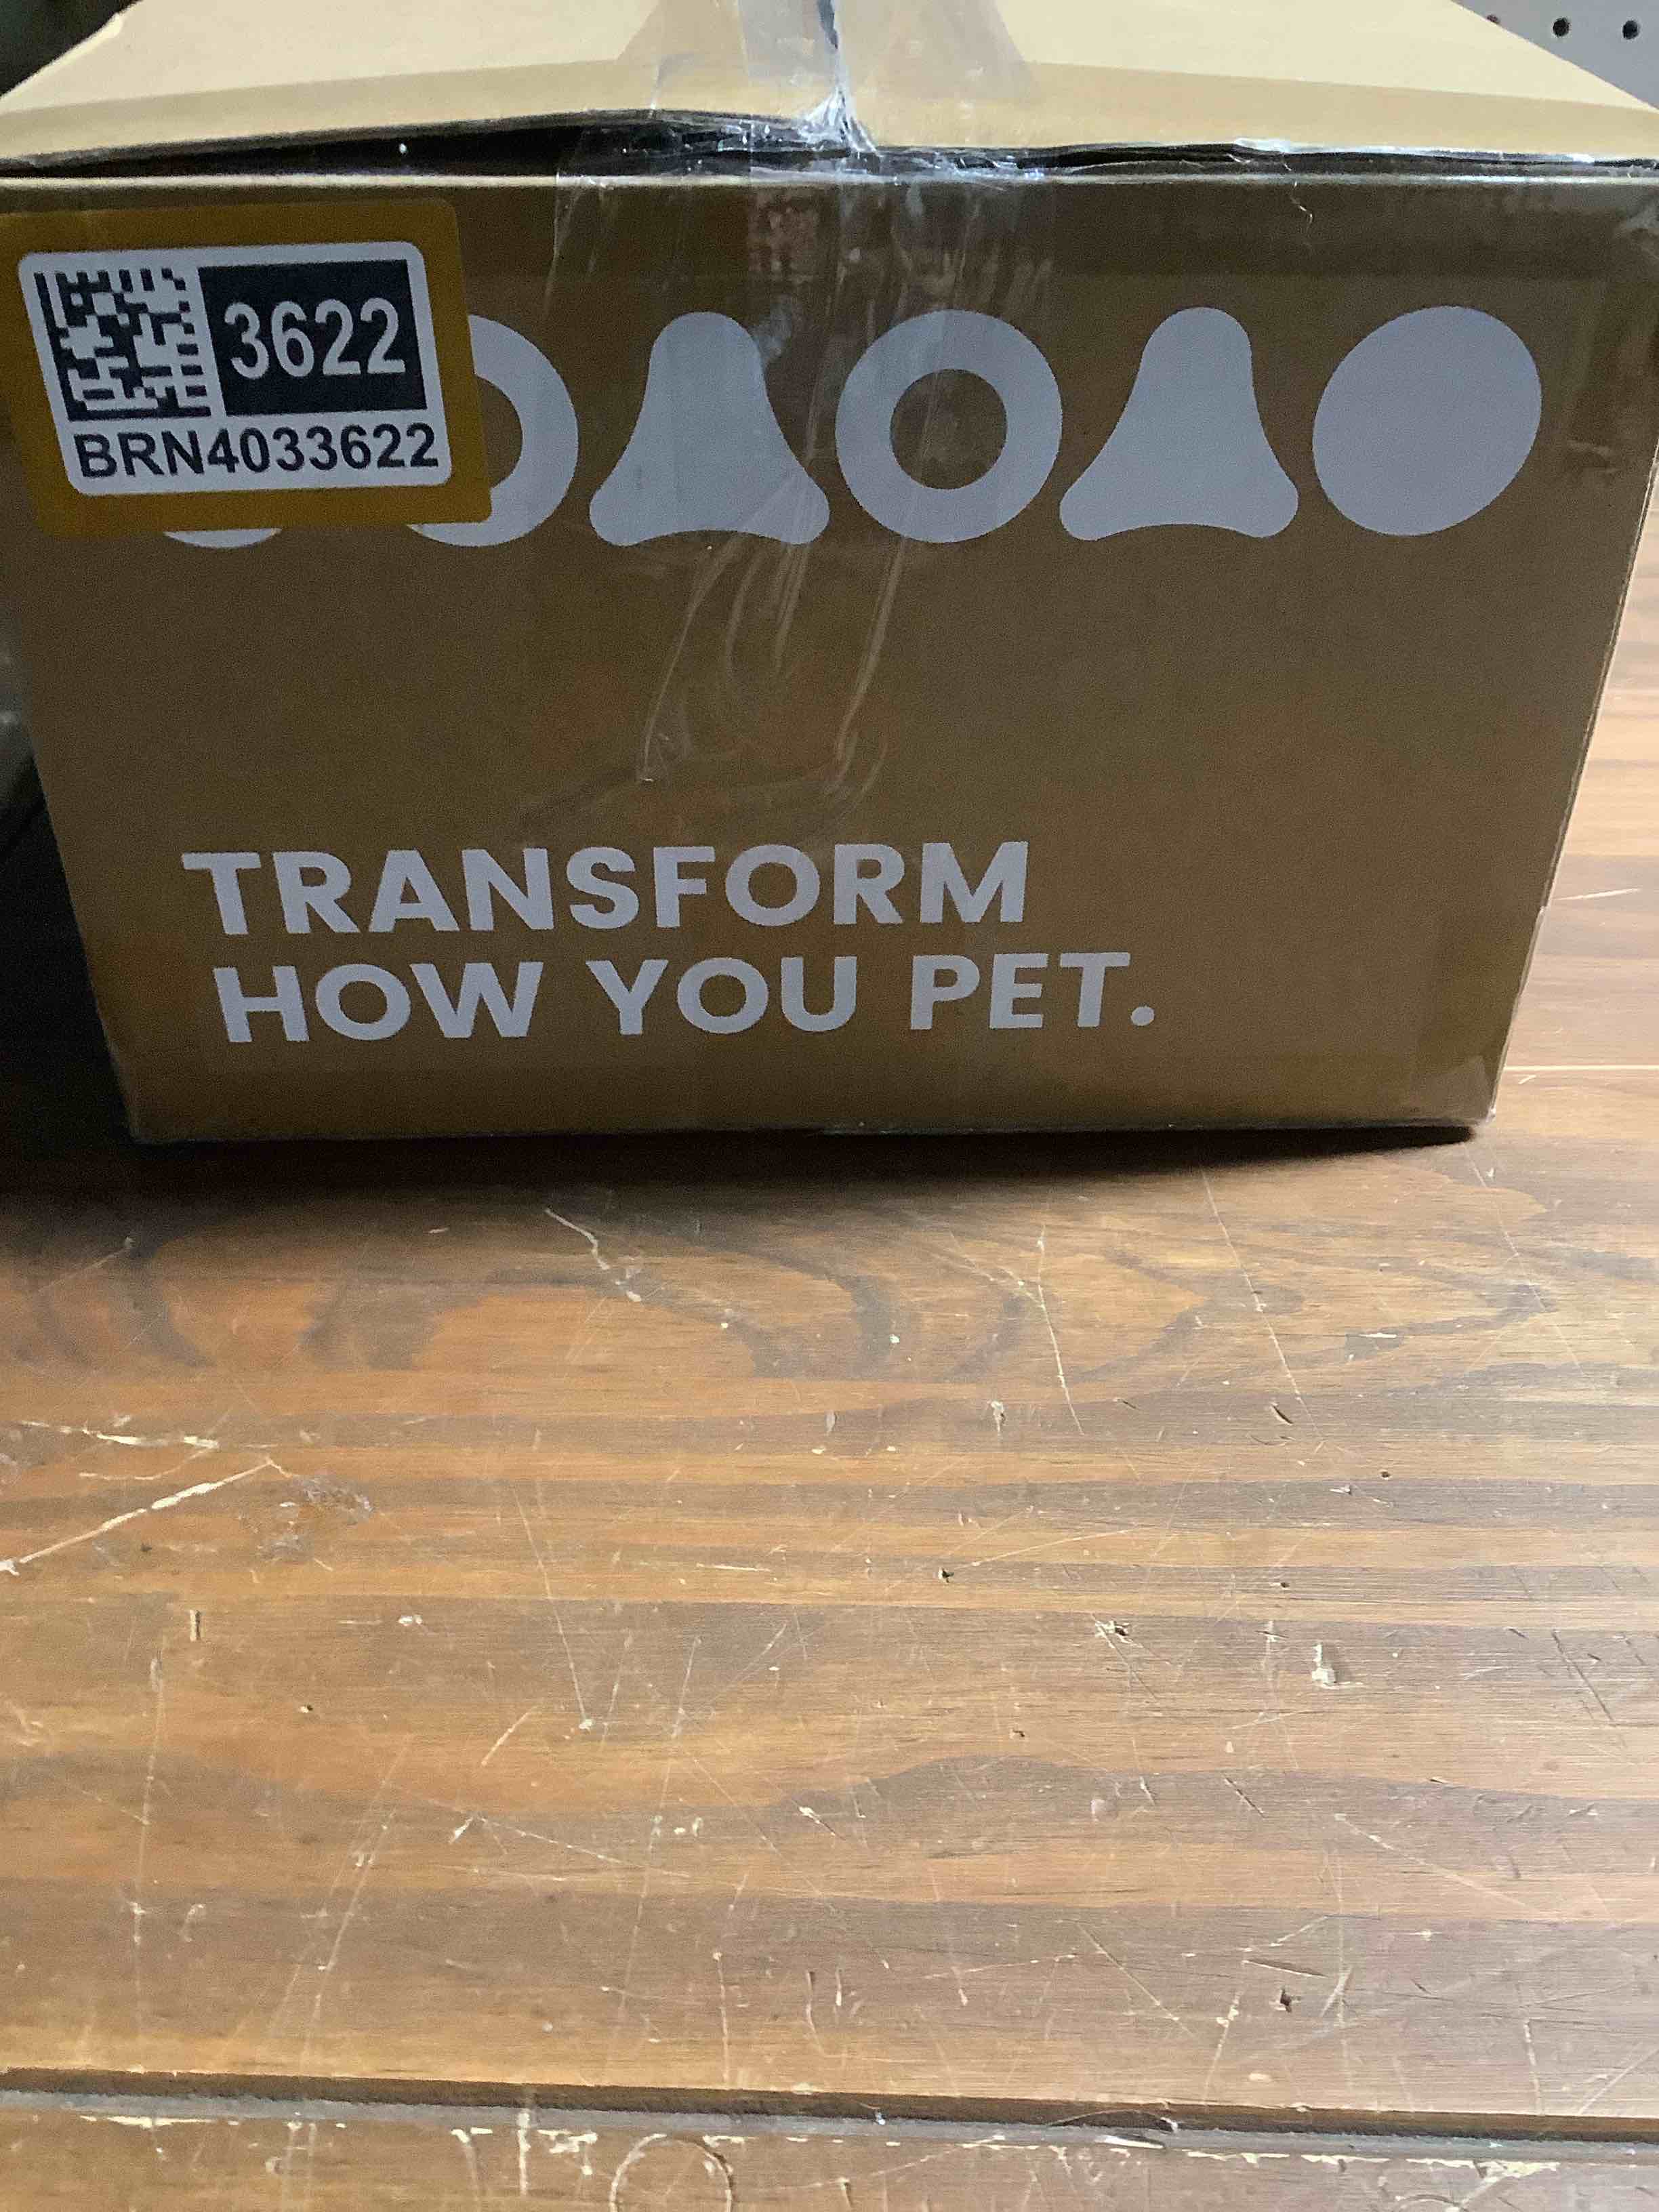 3622
BRN4033622
TRANSFORM
HOW YOU PET.